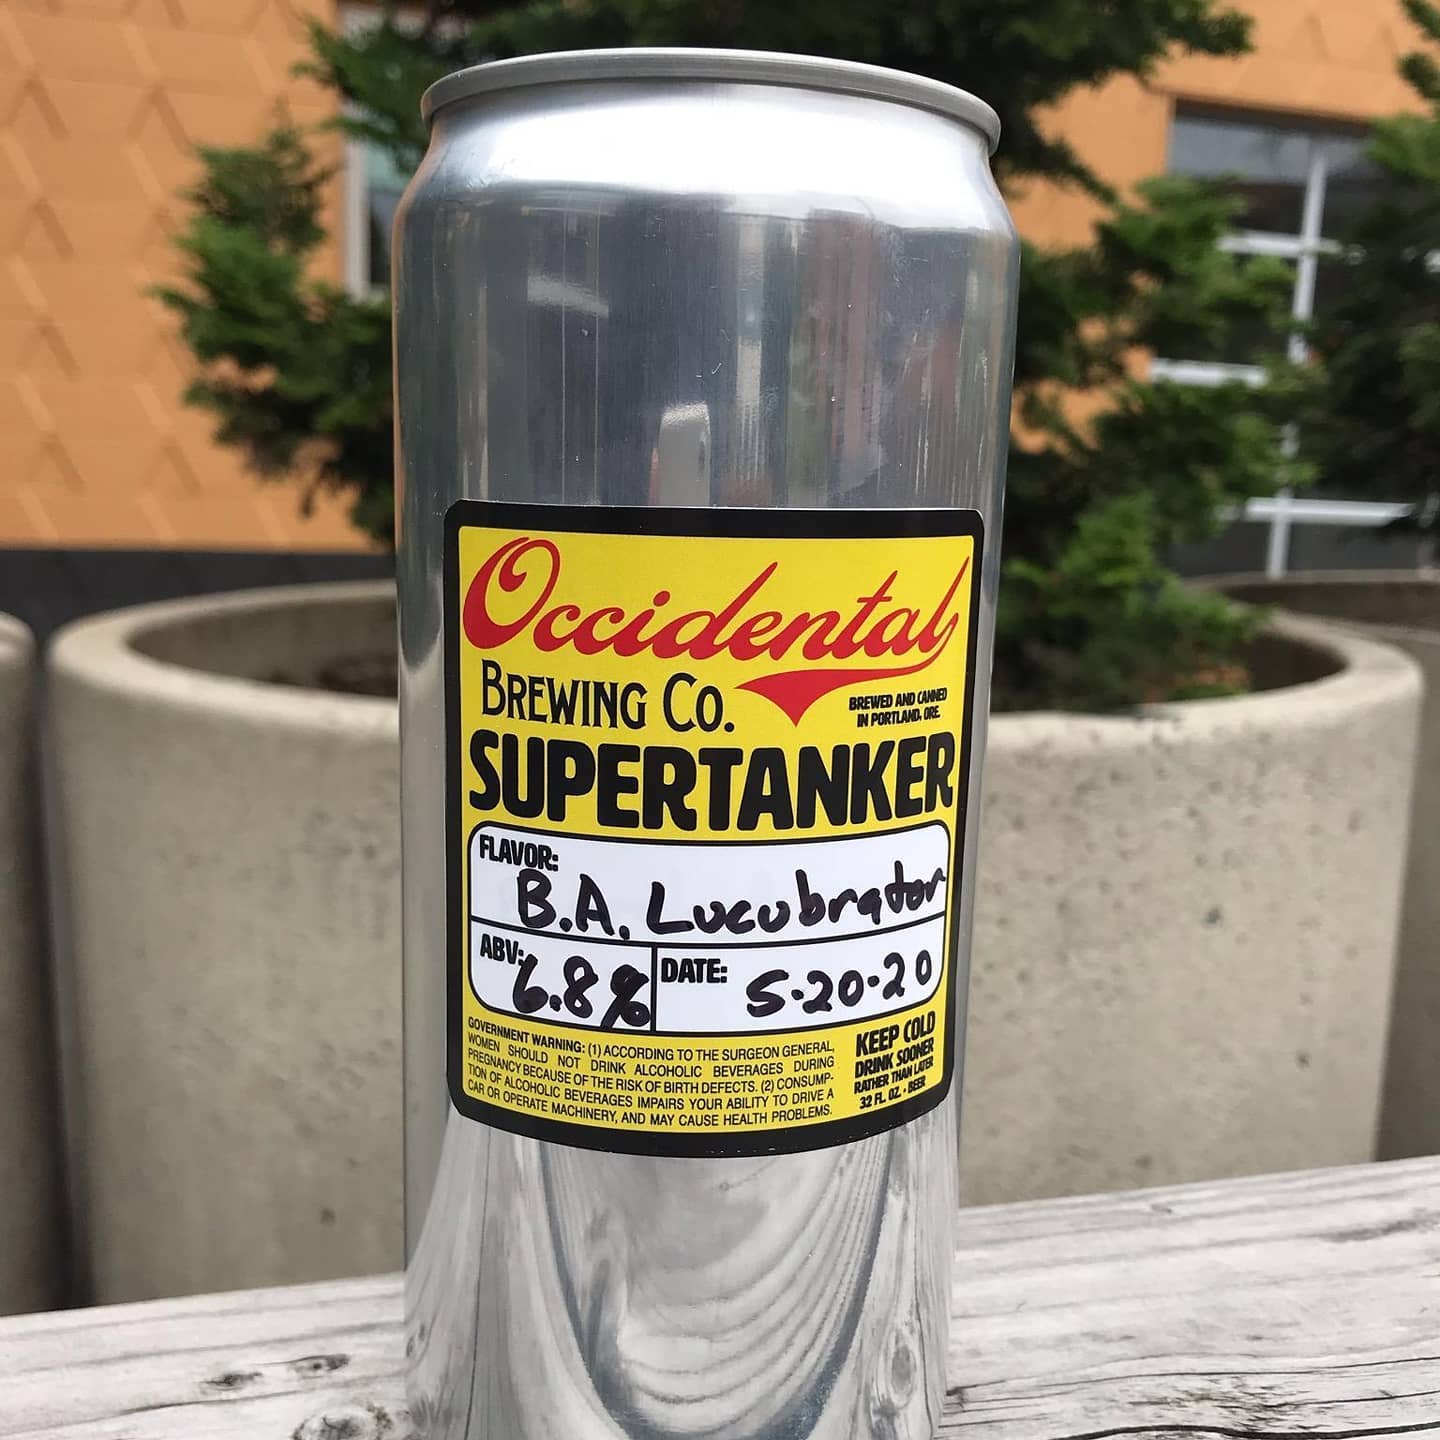 Occidental
BREWING CO.
BREWED AND CANNED
IN PORTLAND, ORE.
SUPERTANKER
FLAVOR:
B.A. Lucubrator
ABV:
6.8%
DATE:
5-20-20
GOVERNMENT WARNING: (1) ACCORDING TO THE SURGEON GENERAL,
WOMEN SHOULD NOT DRINK ALCOHOLIC BEVERAGES DURING
PREGNANCY BECAUSE OF THE RISK OF BIRTH DEFECTS. (2) CONSUMP-
TION OF ALCOHOLIC BEVERAGES IMPAIRS YOUR ABILITY TO DRIVE A
CAR OR OPERATE MACHINERY, AND MAY CAUSE HEALTH PROBLEMS.
KEEP COLD
DRINK SOONER
RATHER THAN LATER
32 FL. OZ. • BEER